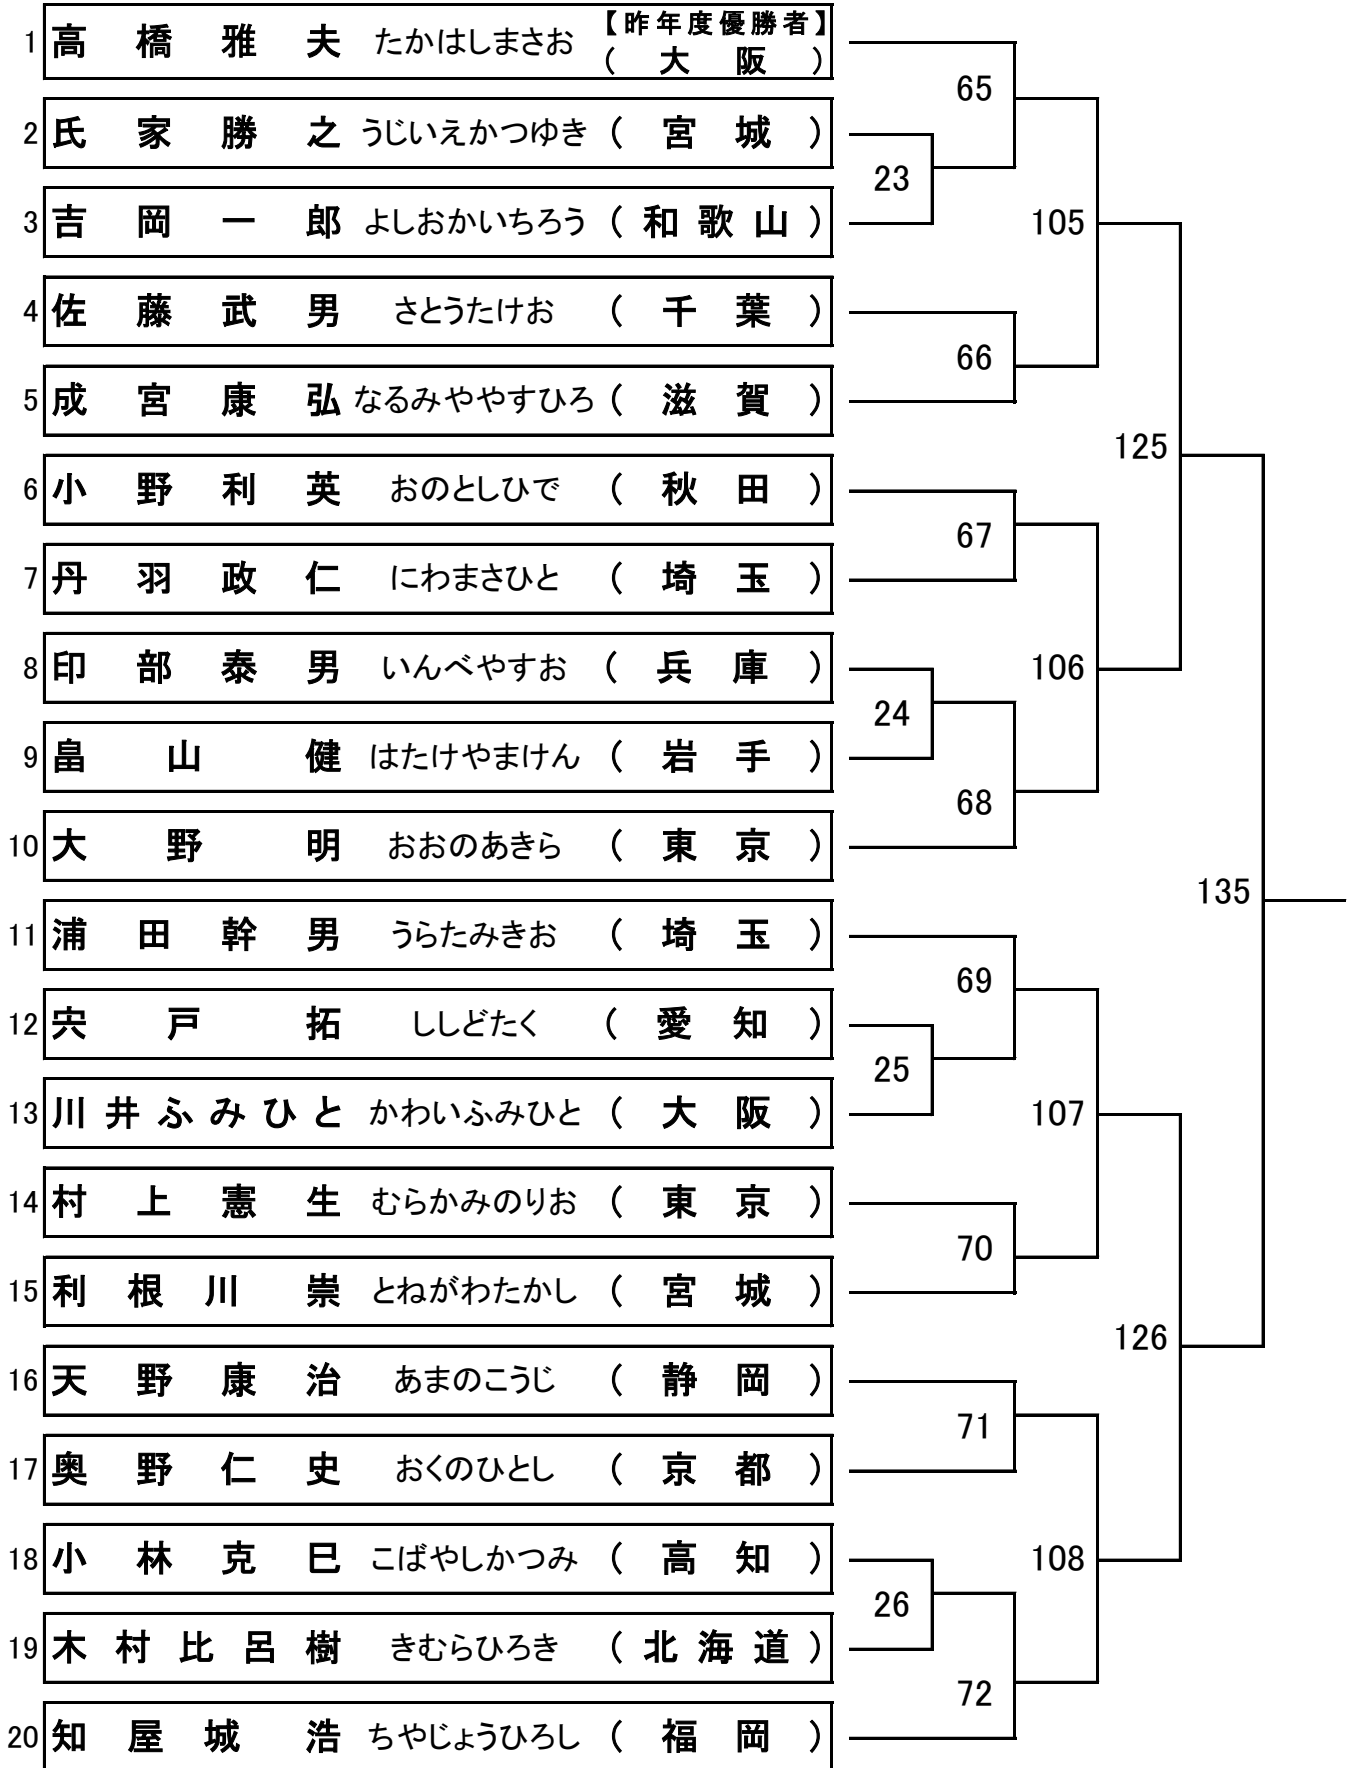 1 高橋雅夫 たかはしまさお 【昨年度優勝者】
(大阪)
65
2 氏家勝之 うじいえかつゆき (宮城)
23
3 吉岡一郎 よしおかいちろう (和歌山)
105
4 佐藤武男 さとうたけお (千葉)
66
5 成宮康弘 なるみややすひろ (滋賀)
125
6 小野利英 おのとしひで (秋田)
67
7 丹羽政仁 にわまさひと (埼玉)
8 印部泰男 いんべやすお (兵庫)
106
24
9 畠山健 はたけやまけん (岩手)
68
10 大野明 おおのあきら (東京)
135
11 浦田幹男 うらたみきお (埼玉)
69
12 宍戸拓 ししどたく (愛知)
25
13 川井ふみひと かわいふみひと (大阪)
107
14 村上憲生 むらかみのりお (東京)
70
15 利根川崇 とねがわたかし (宮城)
126
16 天野康治 あまのこうじ (静岡)
71
17 奥野仁史 おくのひとし (京都)
18 小林克巳 こばやしかつみ (高知)
108
26
19 木村比呂樹 きむらひろき (北海道)
72
20 知屋城浩 ちやじょうひろし (福岡)